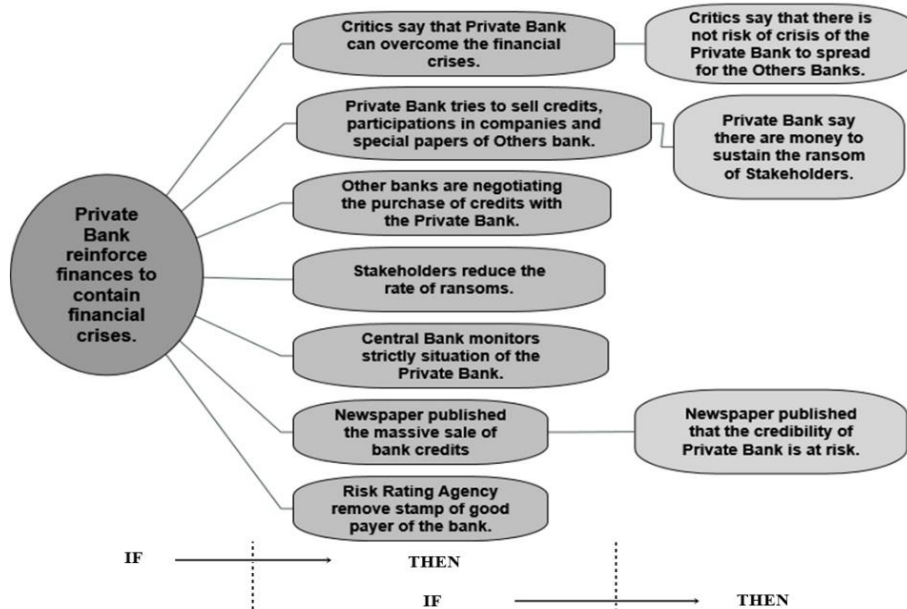 Critics say that Private Bank
can overcome the financial
crises.
Critics say that there is
not risk of crisis of the
Private Bank to spread
for the Others Banks.
Private Bank tries to sell credits,
participations in companies and
special papers of Others bank.
Private Bank say
there are money to
sustain the ransom
of Stakeholders.
Private
Bank
reinforce
finances to
contain
financial
crises.
Other banks are negotiating
the purchase of credits with
the Private Bank.
Stakeholders reduce the
rate of ransoms.
Central Bank monitors
strictly situation of the
Private Bank.
Newspaper published
the massive sale of
bank credits
Newspaper published
that the credibility of
Private Bank is at risk.
Risk Rating Agency
remove stamp of good
payer of the bank.
IF
THEN
IF
THEN